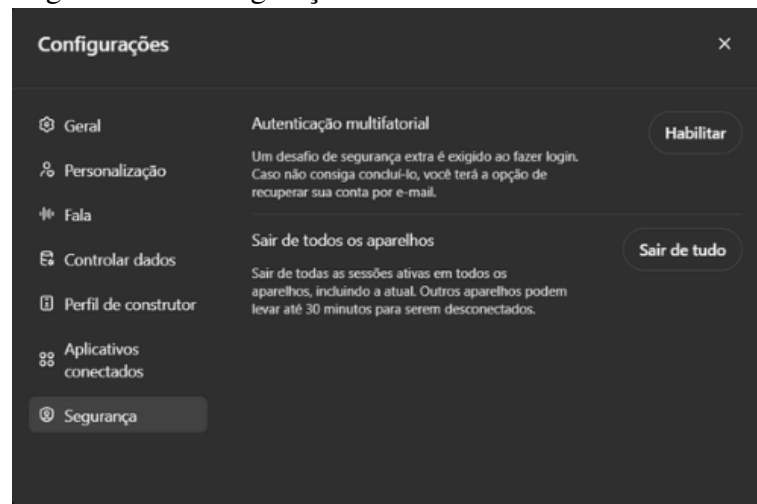 Configurações
Geral
Personalização
Fala
Controlar dados
Perfil de construtor
Aplicativos
conectados
Segurança
Autenticação multifatorial
Habilitar
Um desafio de segurança extra é exigido ao fazer login.
Caso não consiga concluí-lo, você terá a opção de
recuperar sua conta por e-mail.
Sair de todos os aparelhos
Sair de tudo
Sair de todas as sessões ativas em todos os
aparelhos, incluindo a atual. Outros aparelhos podem
levar até 30 minutos para serem desconectados.